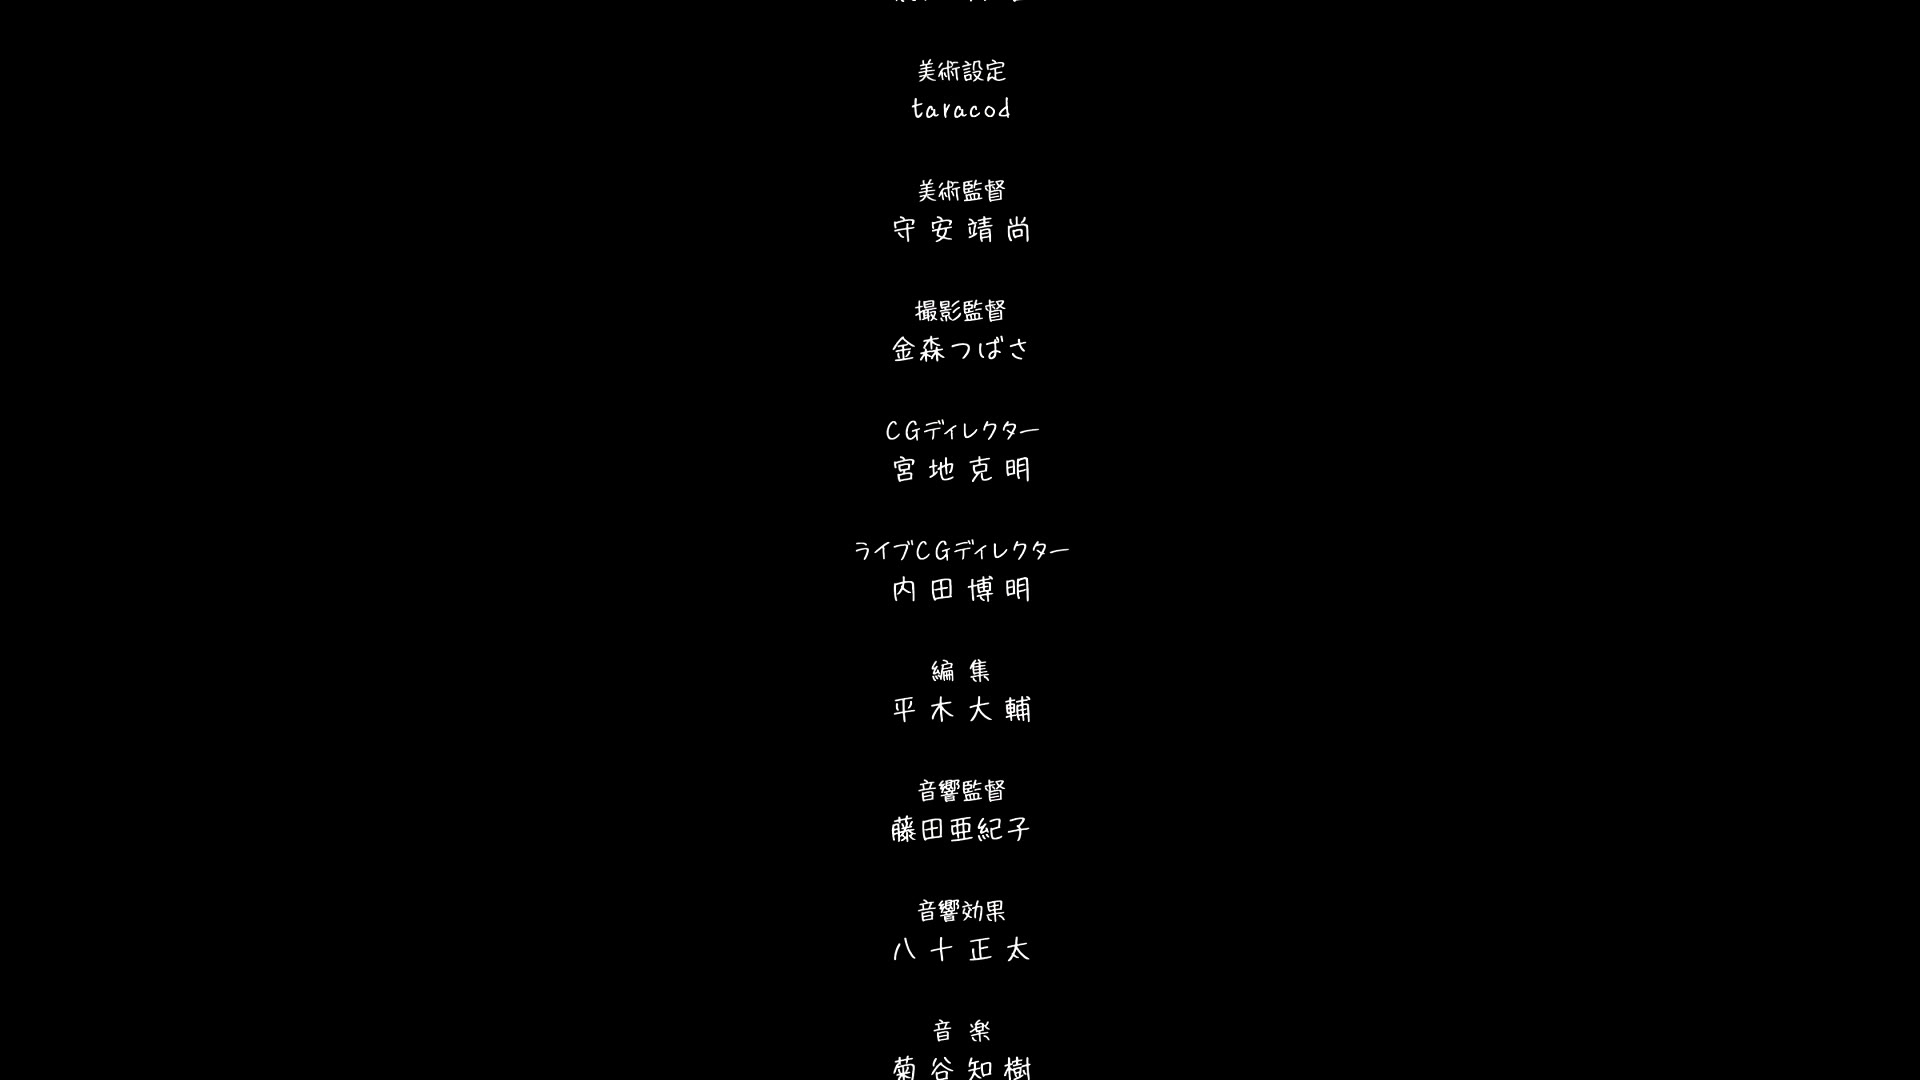 美術設定
taracod
美術監督
守安靖尚
撮影監督
金森つばさ
CGディレクター
宮地克明
ライブCGディレクター
内田博明
編集
平木大輔
音響監督
藤田亜紀子
音響効果
八十正太
音楽
菊谷知樹